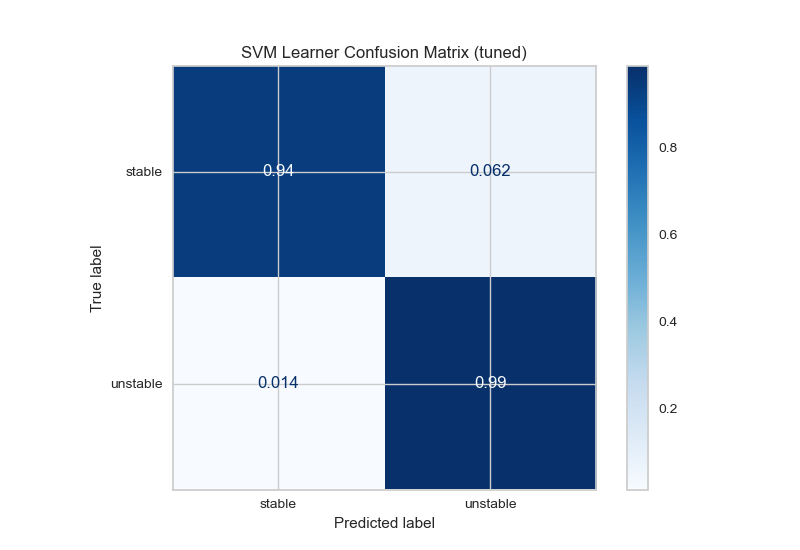 SVM Learner Confusion Matrix (tuned)
stable
0.94
0.062
0.8
0.6
True label
0.4
unstable
0.014
0.99
0.2
stable
unstable
Predicted label